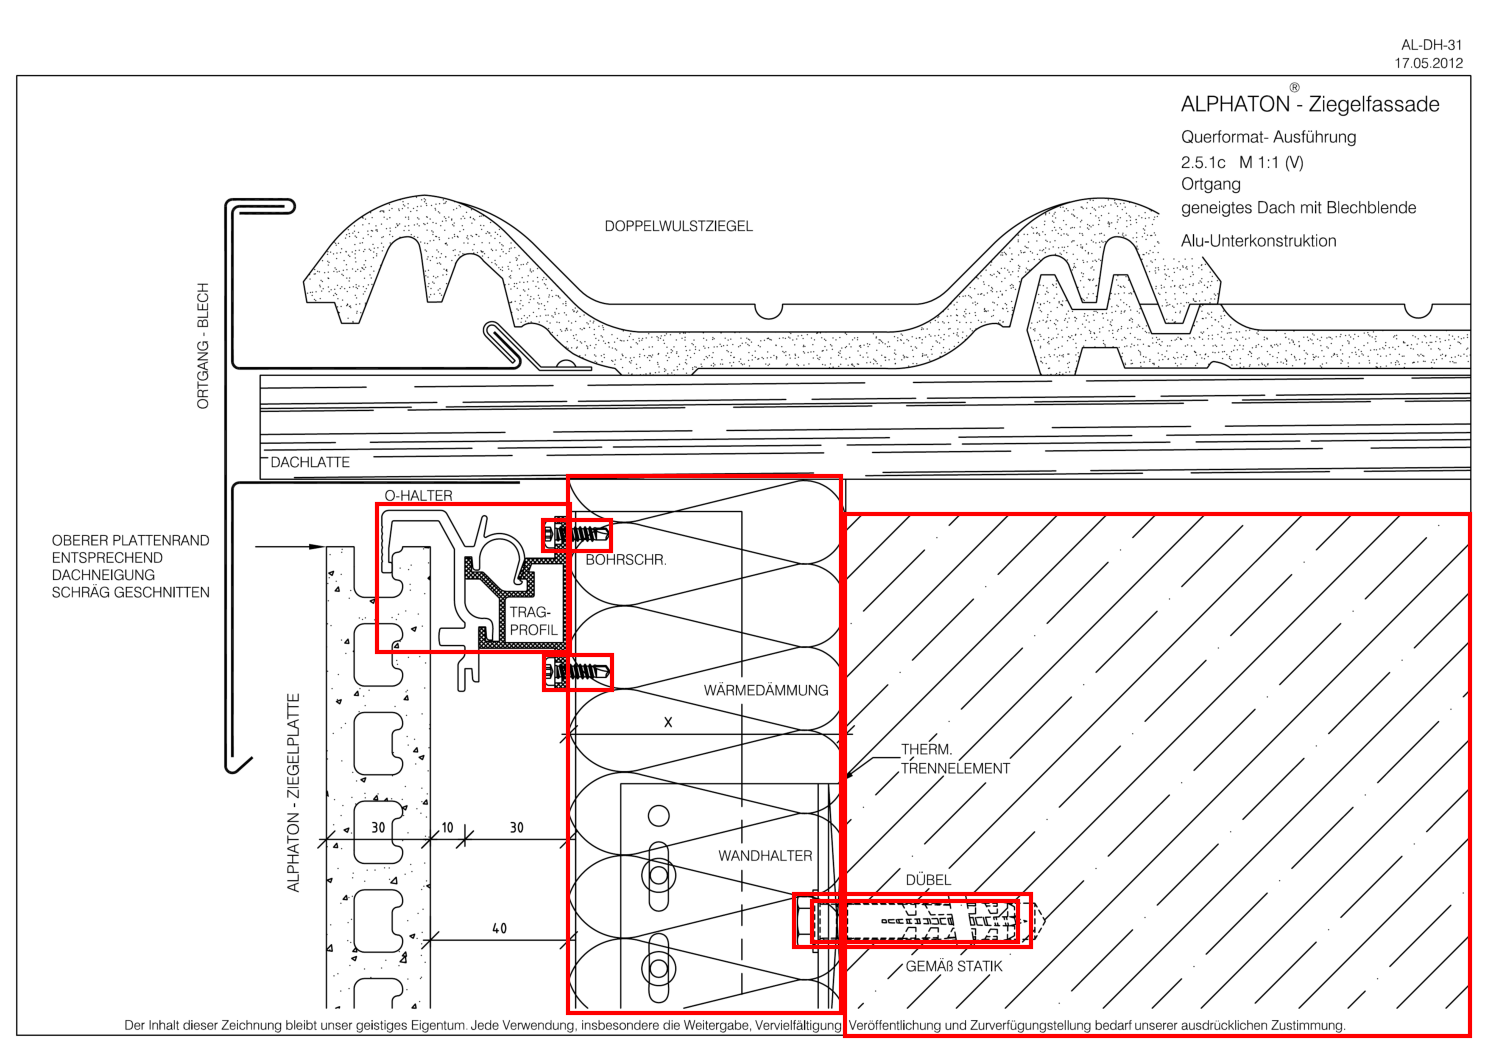 AL-DH-31
17.05.2012
ALPHATON® - Ziegelfassade
Querformat- Ausführung
2.5.1c M 1:1 (V)
Ortgang
geneigtes Dach mit Blechblende
Alu-Unterkonstruktion
DOPPELWULSTZIEGEL
ORTGANG - BLECH
DACHLATTE
O-HALTER
OBERER PLATTENRAND
ENTSPRECHEND
DACHNEIGUNG
SCHRÄG GESCHNITTEN
BOHRSCHR.
TRAG-
PROFIL
WÄRMEDÄMMUNG
X
THERM.
TRENNELEMENT
ALPHATON - ZIEGELPLATTE
30
10
30
WANDHALTER
DÜBEL
40
GEMÄß STATIK
Der Inhalt dieser Zeichnung bleibt unser geistiges Eigentum. Jede Verwendung, insbesondere die Weitergabe, Vervielfältigung, Veröffentlichung und Zurverfügungstellung bedarf unserer ausdrücklichen Zustimmung.